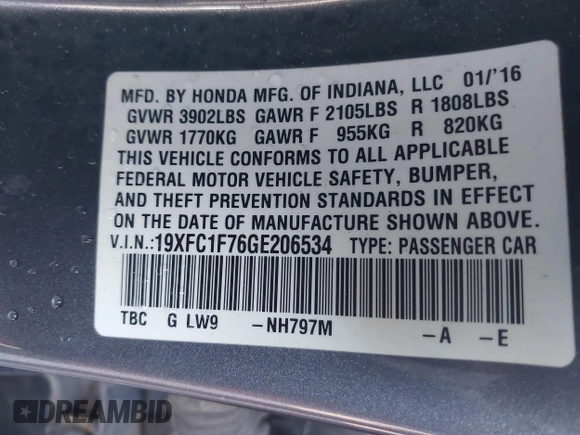 MFD. BY HONDA MFG. OF INDIANA, LLC 01/'16
GVWR 3902LBS GAWR F 2105LBS R 1808LBS
GVWR 1770KG GAWR F 955KG R 820KG
THIS VEHICLE CONFORMS TO ALL APPLICABLE
FEDERAL MOTOR VEHICLE SAFETY, BUMPER,
AND THEFT PREVENTION STANDARDS IN EFFECT
ON THE DATE OF MANUFACTURE SHOWN ABOVE.
V.I.N.:19XFC1F76GE206534 TYPE: PASSENGER CAR
TBC G LW9 -NH797M -A -E
DREAMBID